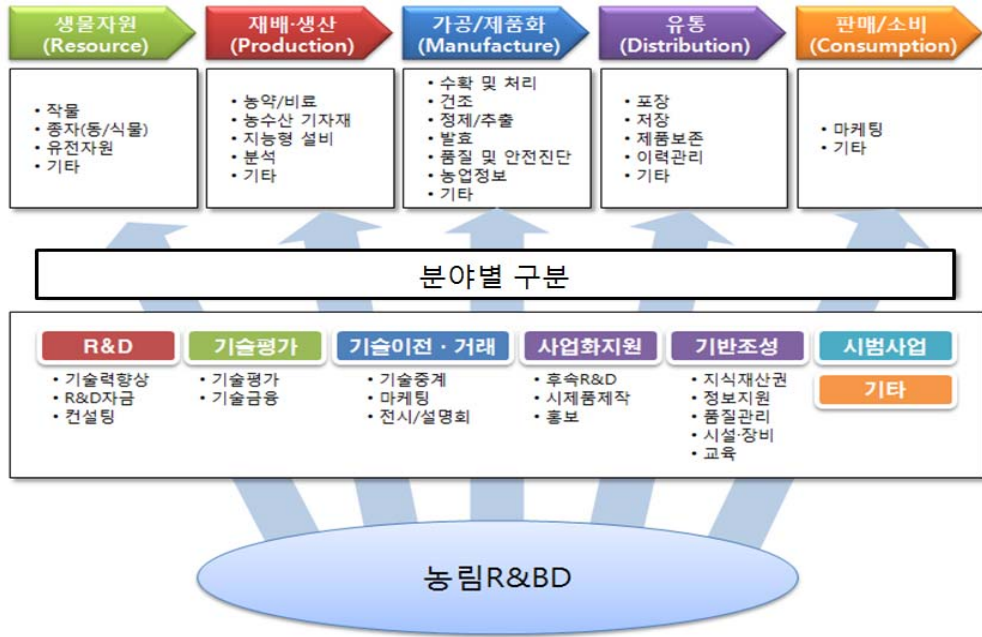 생물자원
(Resource)
재배·생산
(Production)
가공/제품화
(Manufacture)
유통
(Distribution)
판매/소비
(Consumption)
• 작물
• 종자(동/식물)
• 유전자원
• 기타
• 농약/비료
• 농수산 기자재
• 지능형 설비
• 분석
• 기타
• 수확 및 처리
• 건조
• 정제/추출
• 발효
• 품질 및 안전진단
• 농업정보
• 기타
• 포장
• 저장
• 제품보존
• 이력관리
• 기타
• 마케팅
• 기타
분야별 구분
R&D
• 기술력향상
• R&D자금
• 컨설팅
기술평가
• 기술평가
• 기술금융
기술이전 · 거래
• 기술중계
• 마케팅
• 전시/설명회
사업화지원
• 후속R&D
• 시제품제작
• 홍보
기반조성
• 지식재산권
• 정보지원
• 품질관리
• 시설·장비
• 교육
시범사업
기타
농림R&BD